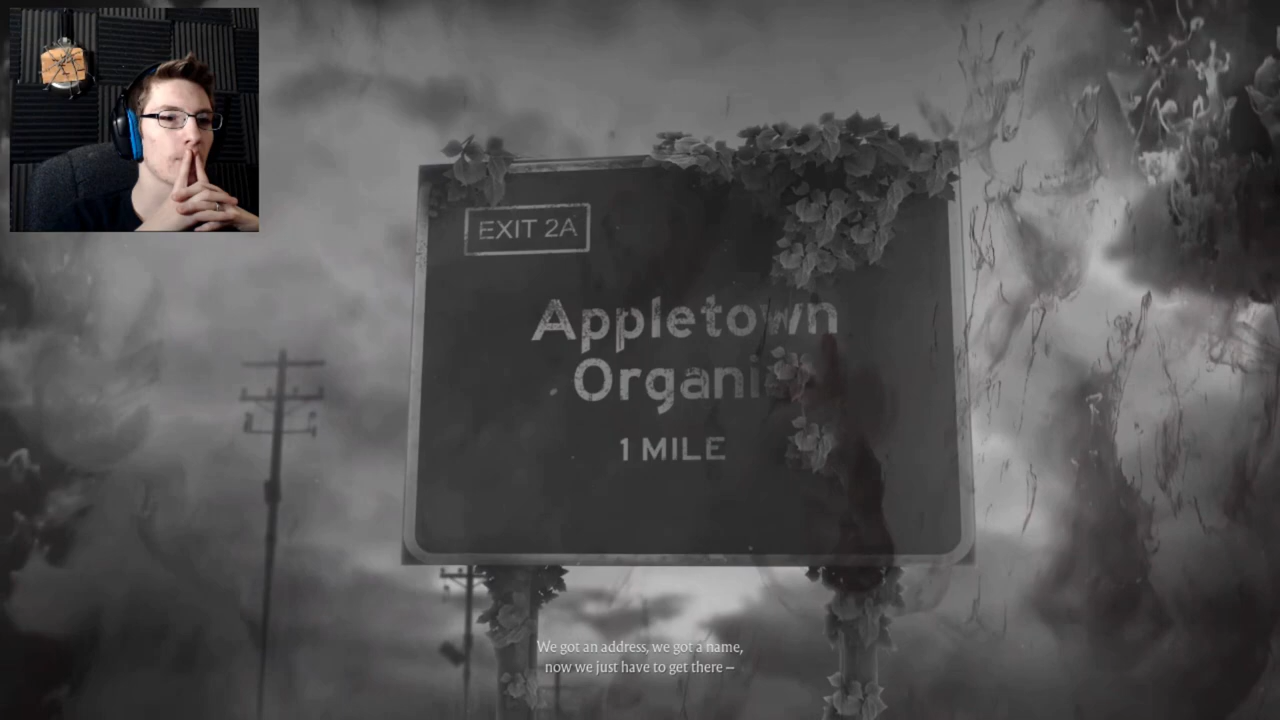 EXIT 2A
Appletown
Organi
1 MILE
We got an address, we got a name,
now we just have to get there –